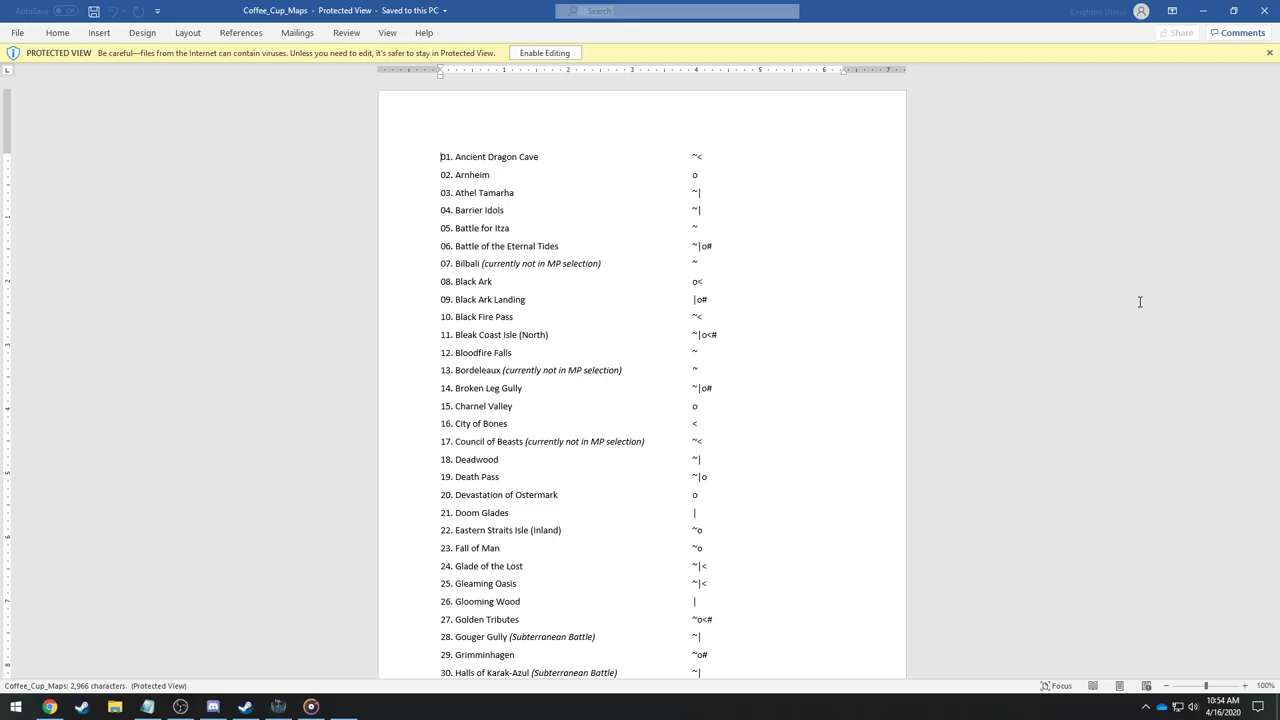 AutoSave Off Coffee_Cup_Maps - Protected View - Saved to this PC Search
File Home Insert Design Layout References Mailings Review View Help Share Comments
PROTECTED VIEW Be careful—files from the Internet can contain viruses. Unless you need to edit, it's safer to stay in Protected View. Enable Editing
1 2 3 4 5 6 7
01. Ancient Dragon Cave ~<
02. Arnheim o
03. Athel Tamarha ~|
04. Barrier Idols ~|
05. Battle for Itza ~
06. Battle of the Eternal Tides ~|o#
07. Bilbali (currently not in MP selection) ~
08. Black Ark o<
09. Black Ark Landing |o#
10. Black Fire Pass ~<
11. Bleak Coast Isle (North) ~|o<#
12. Bloodfire Falls ~
13. Bordeleaux (currently not in MP selection) ~
14. Broken Leg Gully ~|o#
15. Charnel Valley o
16. City of Bones <
17. Council of Beasts (currently not in MP selection) ~<
18. Deadwood ~|
19. Death Pass ~|o
20. Devastation of Ostermark o
21. Doom Glades |
22. Eastern Straits Isle (Inland) ~o
23. Fall of Man ~o
24. Glade of the Lost ~|<
25. Gleaming Oasis ~|<
26. Glooming Wood |
27. Golden Tributes ~o<#
28. Gouger Gully (Subterranean Battle) ~|
29. Grimminhagen ~o#
30. Halls of Karak-Azul (Subterranean Battle) ~|
Coffee_Cup_Maps: 2,966 characters. (Protected View) Focus 100%
10:54 AM
4/16/2020